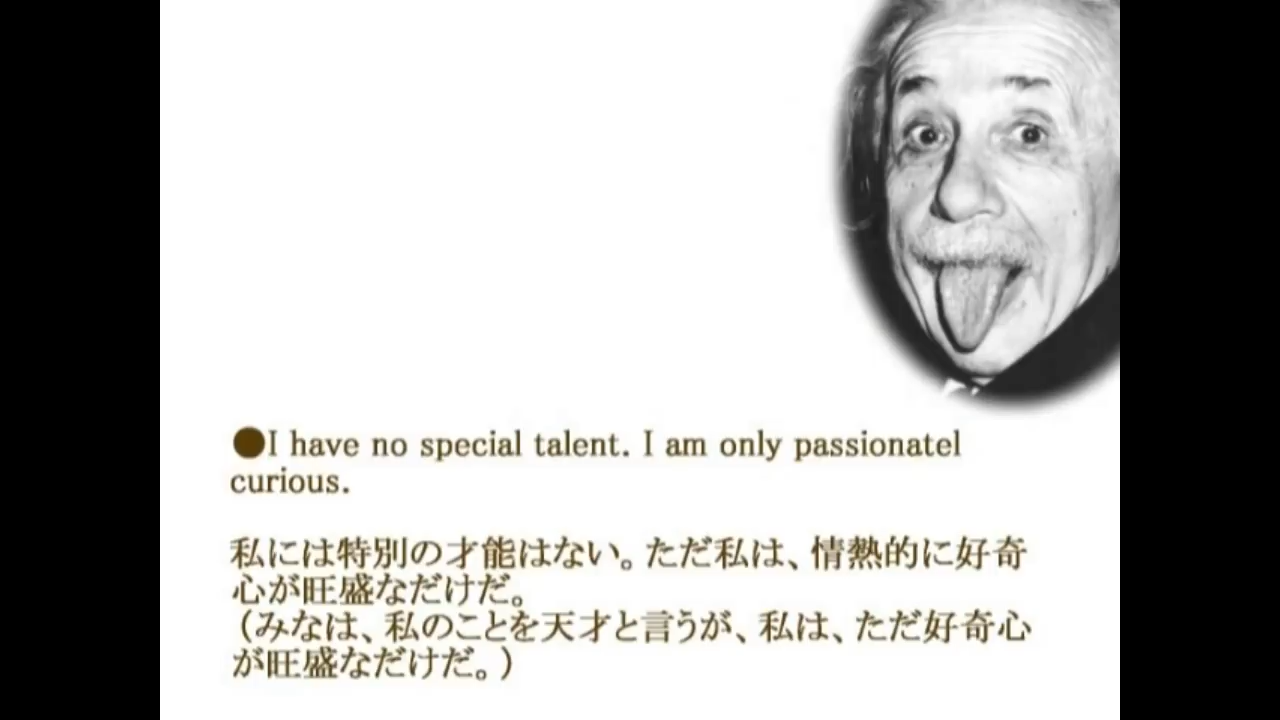 ●I have no special talent. I am only passionatel
curious.
私には特別の才能はない。ただ私は、情熱的に好奇
心が旺盛なだけだ。
（みなは、私のことを天才と言うが、私は、ただ好奇心
が旺盛なだけだ。）